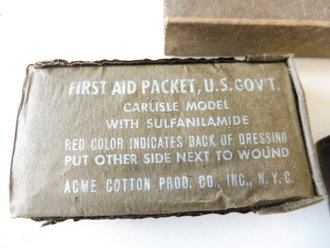 FIRST AID PACKET, U.S. GOV'T.
CARLISLE MODEL
WITH SULFANILAMIDE
RED COLOR INDICATES BACK OF DRESSING
PUT OTHER SIDE NEXT TO WOUND
ACME COTTON PROD. CO., INC., N.Y.C.